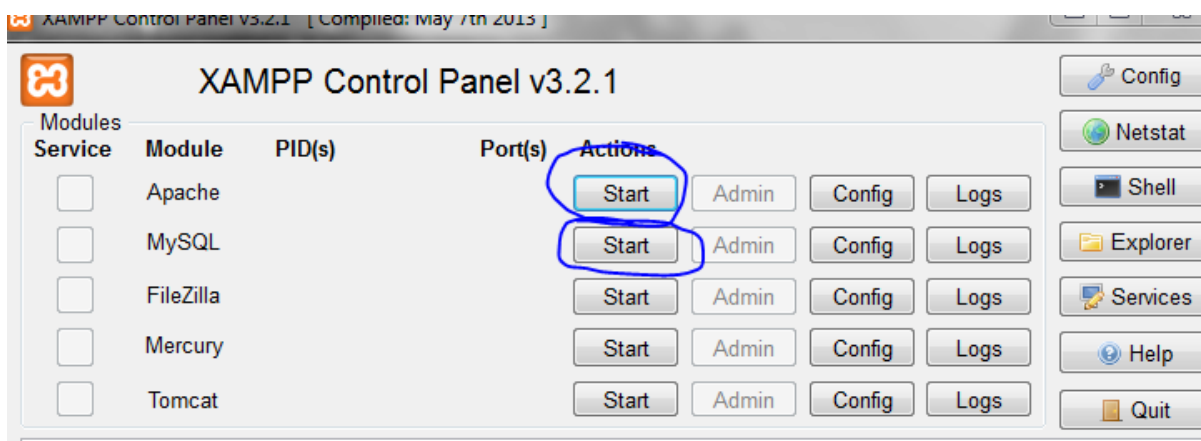 XAMPP Control Panel v3.2.1 [ Compiled: May 7th 2013 ]
XAMPP Control Panel v3.2.1
Config
Modules
Netstat
Service Module PID(s) Port(s) Actions
Apache Start Admin Config Logs
Shell
MySQL Start Admin Config Logs
Explorer
FileZilla Start Admin Config Logs
Services
Mercury Start Admin Config Logs
Help
Tomcat Start Admin Config Logs
Quit